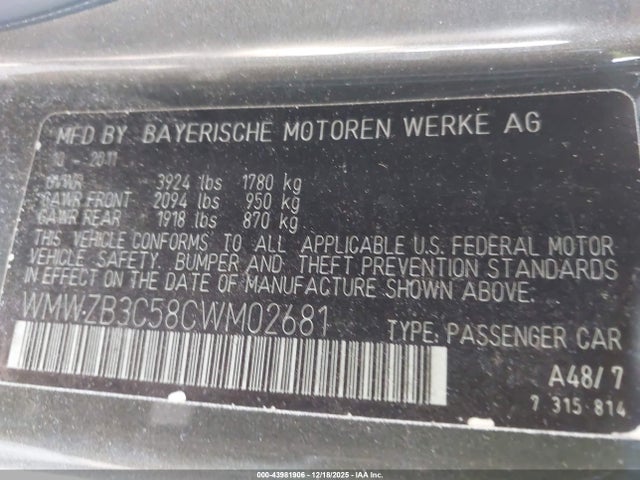 MFD BY BAYERISCHE MOTOREN WERKE AG
10 - 2011
GVWR 3924 lbs 1780 kg
GAWR FRONT 2094 lbs 950 kg
GAWR REAR 1918 lbs 870 kg
THIS VEHICLE CONFORMS TO ALL APPLICABLE U.S. FEDERAL MOTOR
VEHICLE SAFETY, BUMPER AND THEFT PREVENTION STANDARDS
IN EFFECT ON THE DATE OF MANUFACTURE SHOWN ABOVE.
WMWZB3C58CWM02681 TYPE: PASSENGER CAR
A48/7
7 315 814
000-43981906 - 12/18/2025 - IAA Inc.